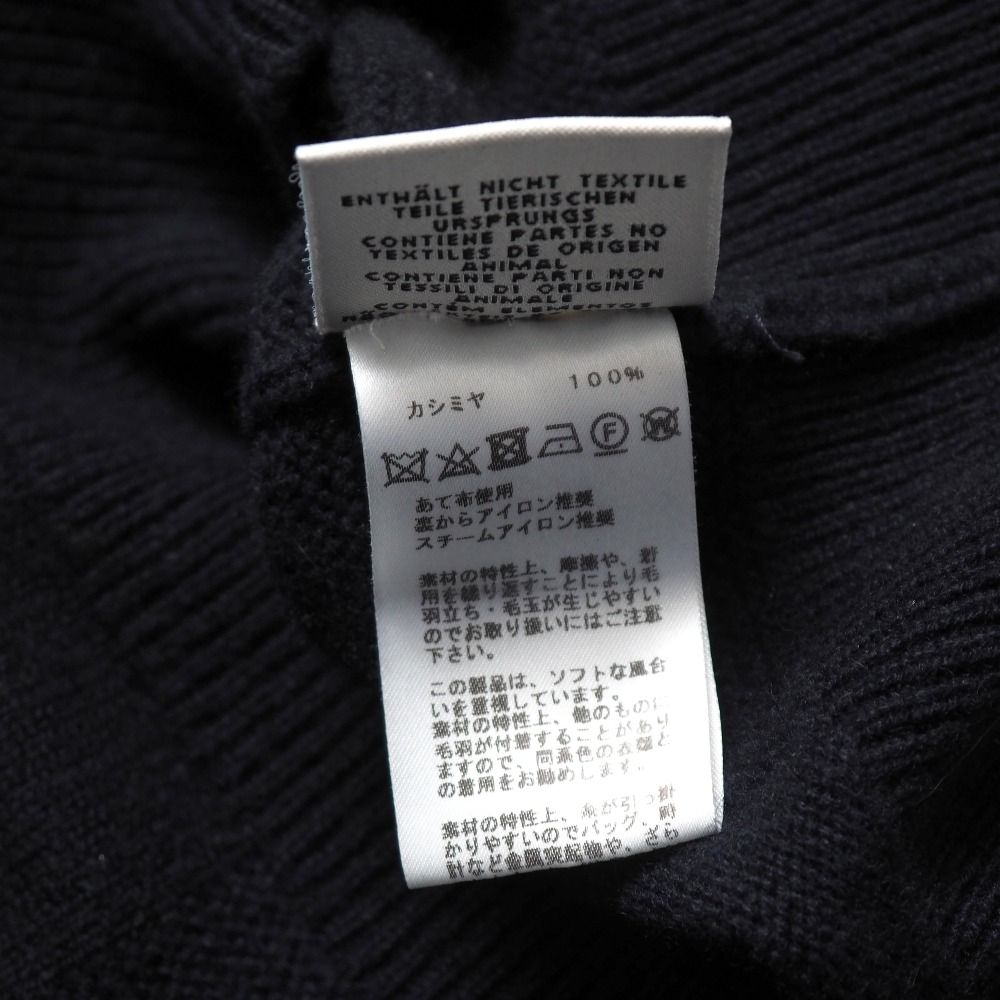 ENTHÄLT NICHT TEXTILE
TEILE TIERISCHEN
URSPRUNGS
CONTIENE PARTES NO
TEXTILES DE ORIGEN
ANIMAL
CONTIENE PARTI NON
TESSILI DI ORIGINE
ANIMALE
CONTÉM ELEMENTOS
カシミヤ 100%
F
W
あて布使用
裏からアイロン推奨
スチームアイロン推奨
素材の特性上、摩擦や、着
用を繰り返すことにより毛
羽立ち・毛玉が生じやすい
のでお取り扱いにはご注意
下さい。
この製品は、ソフトな風合
いを重視しています。
素材の特性上、他のものに
毛羽が付着することがあり
ますので、同系色の衣類と
の着用をお勧めします。
素材の特性上、糸が引っ掛
かりやすいのでバッグ、時
計など金属突起物や、ざら